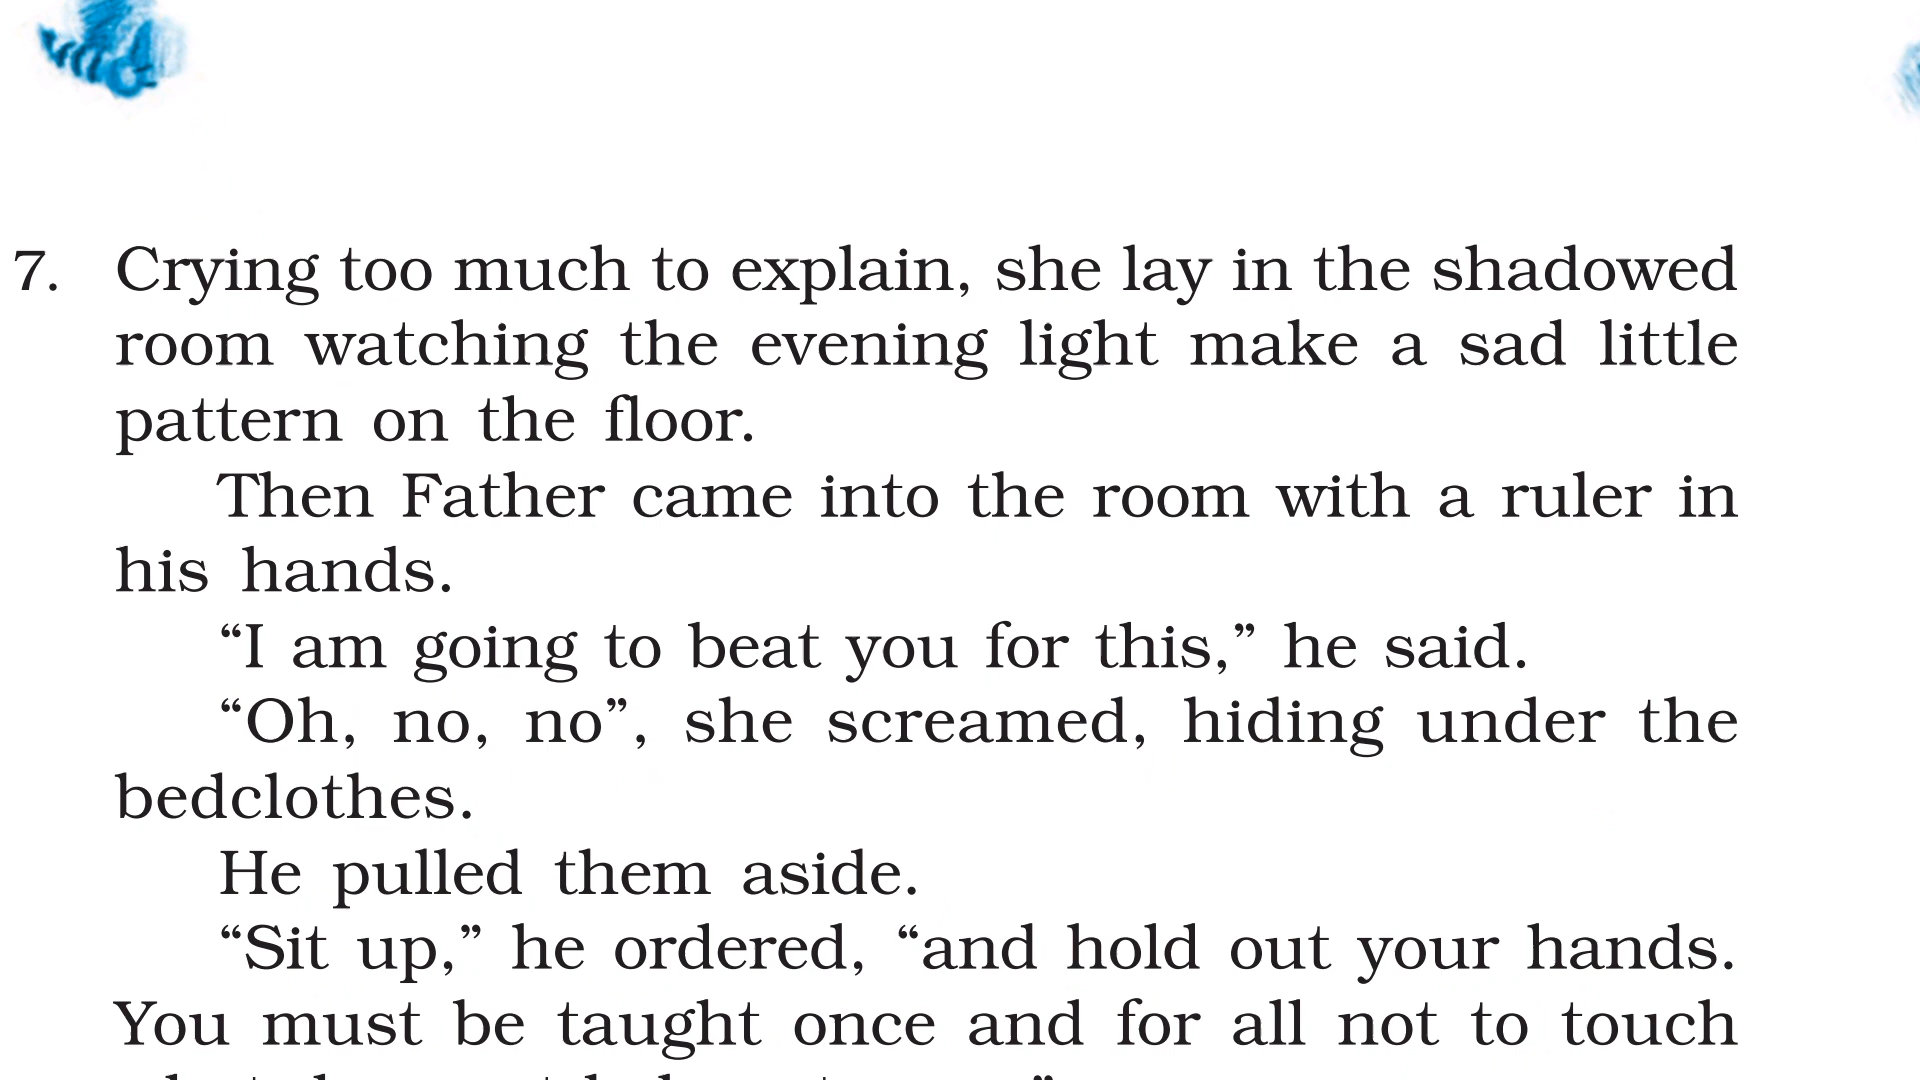 7. Crying too much to explain, she lay in the shadowed
room watching the evening light make a sad little
pattern on the floor.
Then Father came into the room with a ruler in
his hands.
“I am going to beat you for this,” he said.
“Oh, no, no”, she screamed, hiding under the
bedclothes.
He pulled them aside.
“Sit up,” he ordered, “and hold out your hands.
You must be taught once and for all not to touch